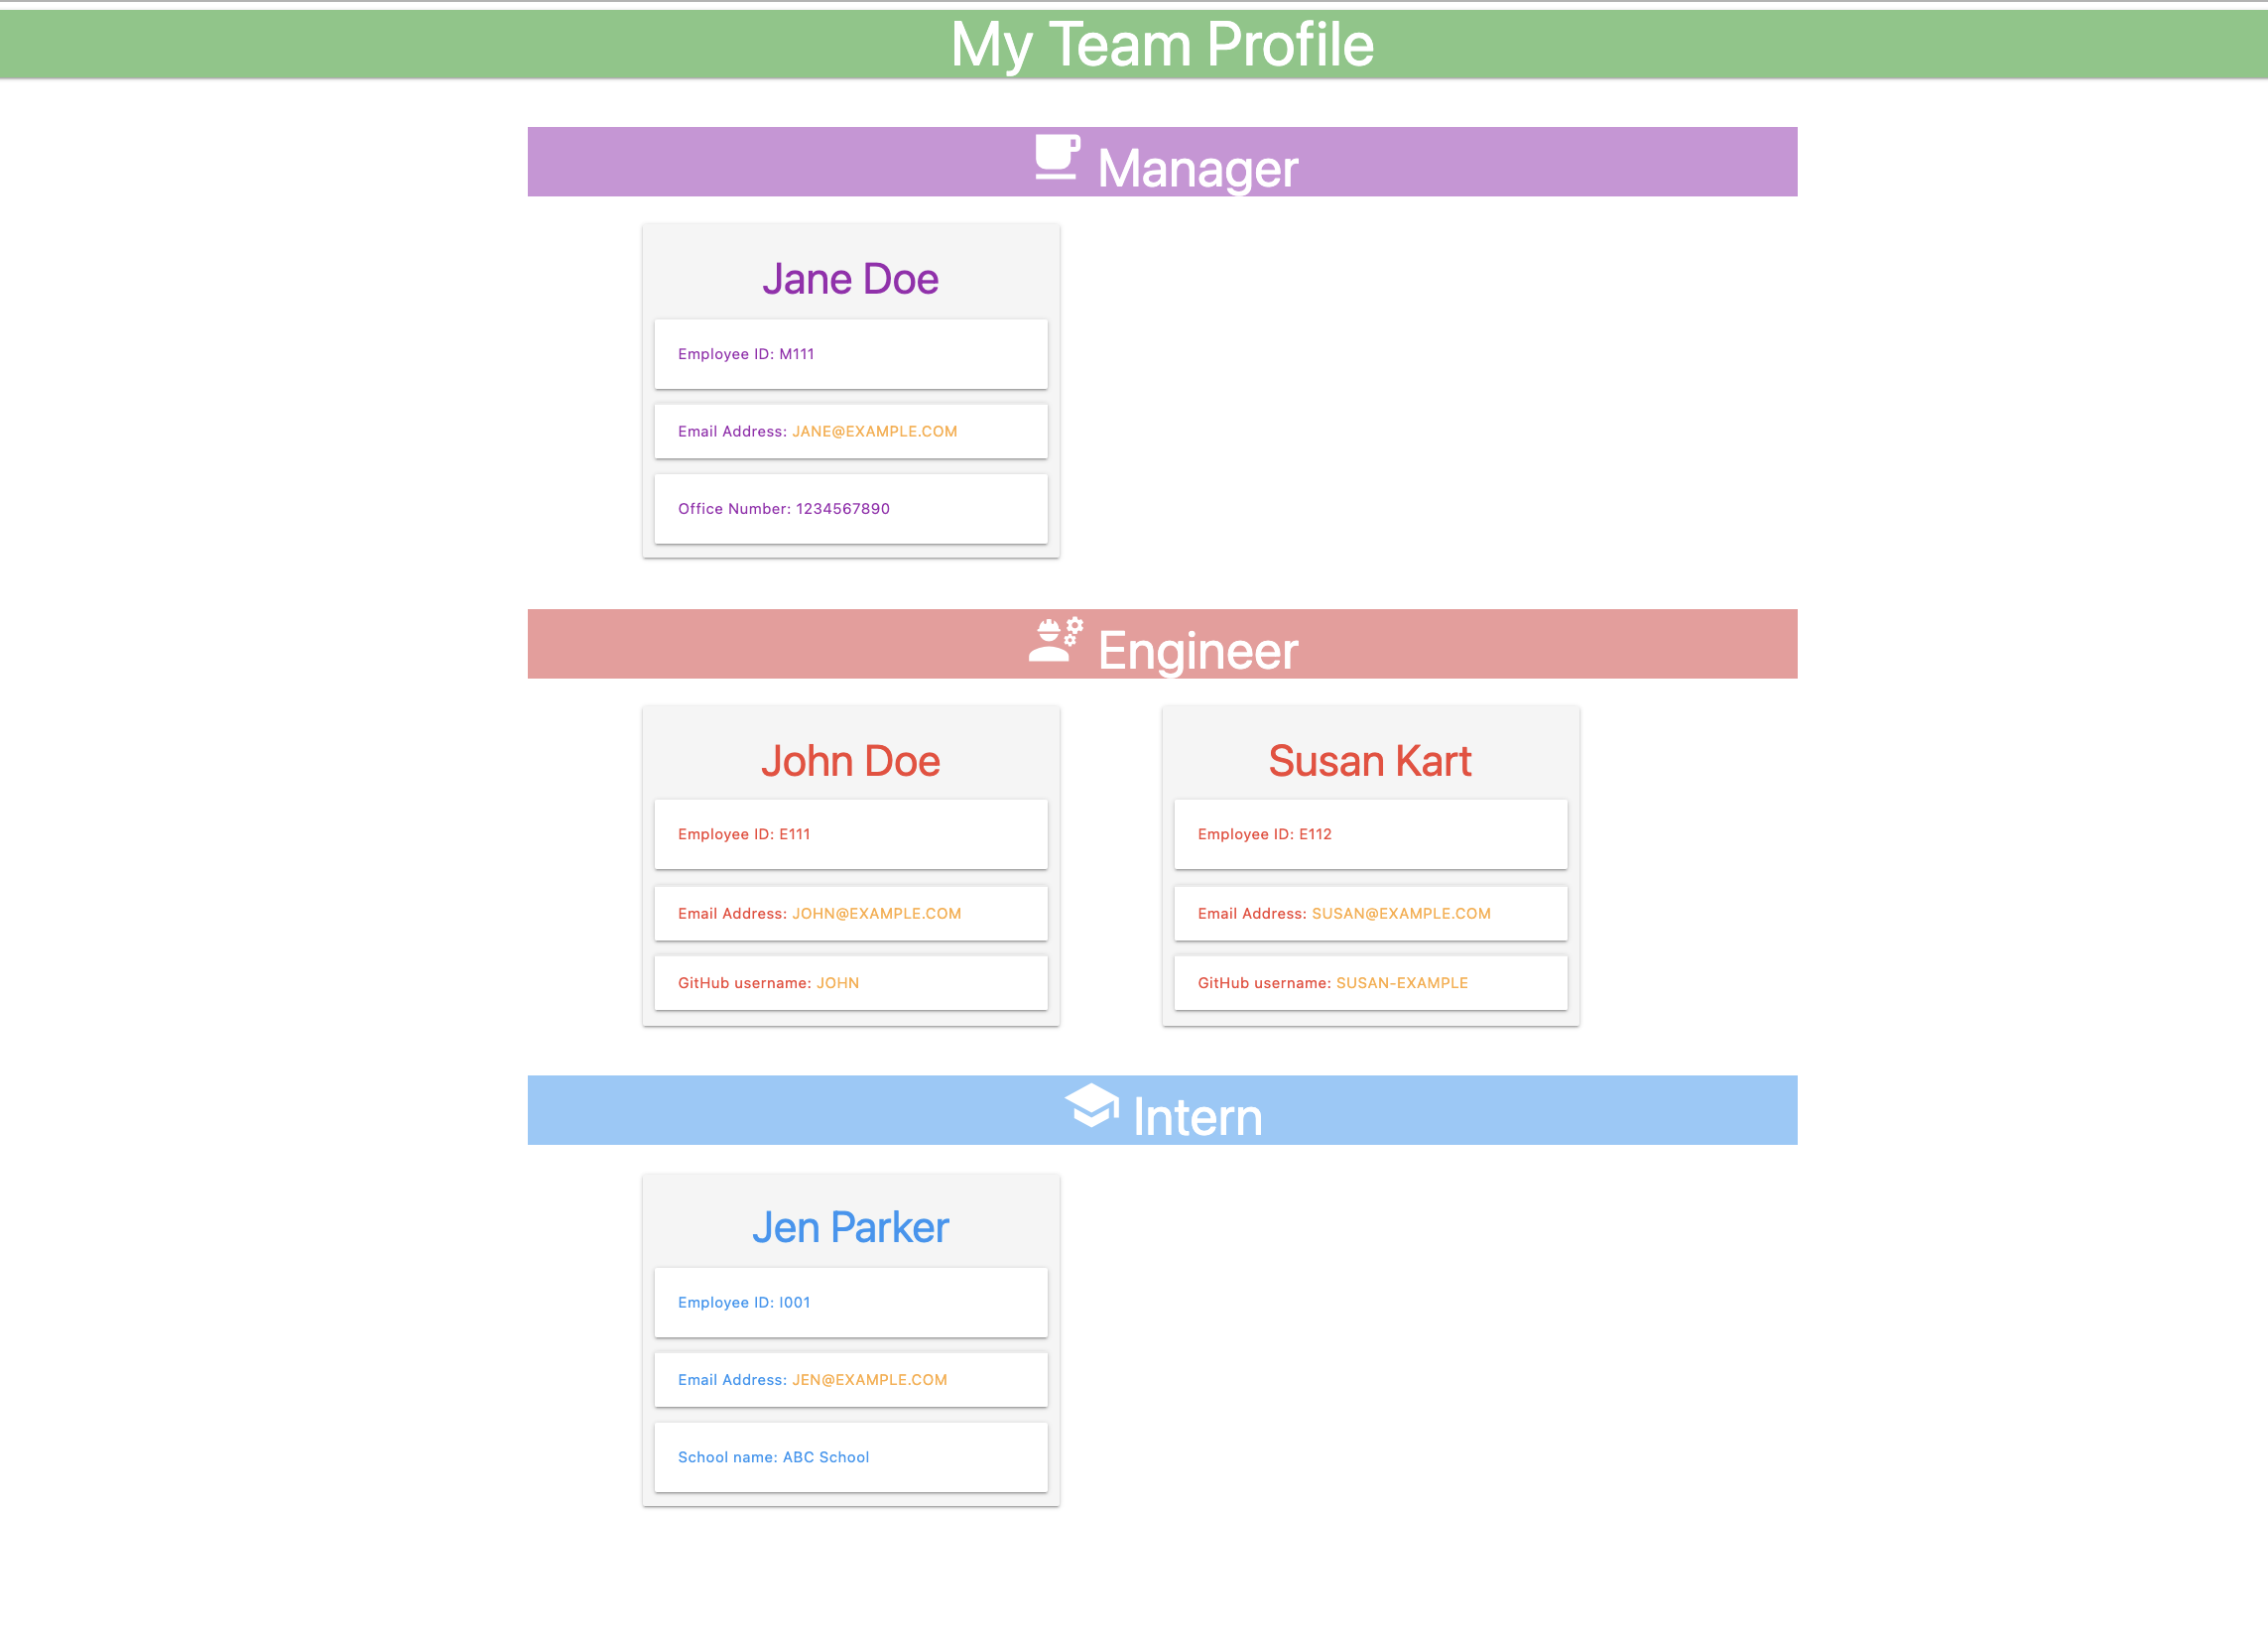 My Team Profile
Manager
Jane Doe
Employee ID: M111
Email Address: JANE@EXAMPLE.COM
Office Number: 1234567890
Engineer
John Doe
Employee ID: E111
Email Address: JOHN@EXAMPLE.COM
GitHub username: JOHN
Susan Kart
Employee ID: E112
Email Address: SUSAN@EXAMPLE.COM
GitHub username: SUSAN-EXAMPLE
Intern
Jen Parker
Employee ID: I001
Email Address: JEN@EXAMPLE.COM
School name: ABC School